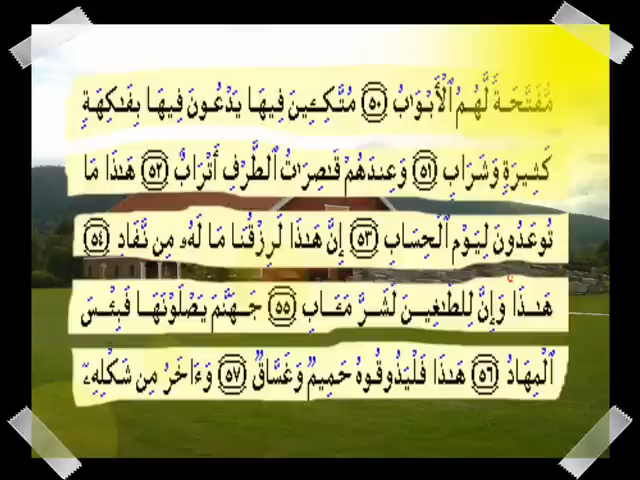 مُّفَتَّحَةً لَّهُمُ ٱلْأَبْوَٰبُ ٥٠ مُتَّكِـِٔينَ فِيهَا يَدْعُونَ فِيهَا بِفَـٰكِهَةٍ
كَثِيرَةٍ وَشَرَابٍ ٥١ وَعِندَهُمْ قَـٰصِرَٰتُ ٱلطَّرْفِ أَتْرَابٌ ٥٢ هَـٰذَا مَا
تُوعَدُونَ لِيَوْمِ ٱلْحِسَابِ ٥٣ إِنَّ هَـٰذَا لَرِزْقُنَا مَا لَهُۥ مِن نَّفَادٍ ٥٤
هَـٰذَا وَإِنَّ لِلطَّـٰغِينَ لَشَرَّ مَـَٔابٍ ٥٥ جَهَنَّمَ يَصْلَوْنَهَا فَبِئْسَ
ٱلْمِهَادُ ٥٦ هَـٰذَا فَلْيَذُوقُوهُ حَمِيمٌ وَغَسَّاقٌ ٥٧ وَءَاخَرُ مِن شَكْلِهِۦٓ